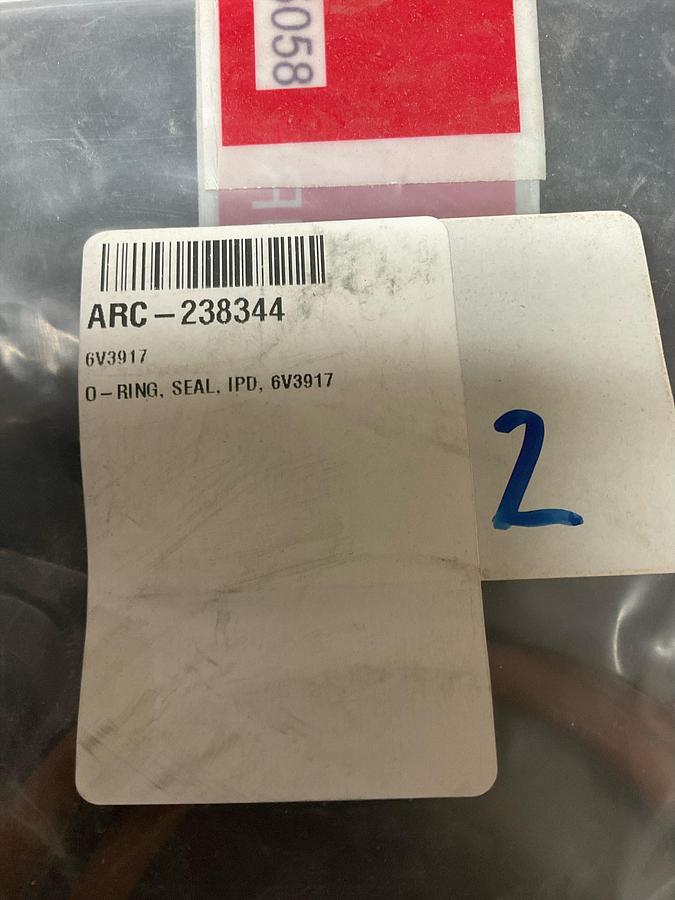 058
ARC-238344
6V3917
O-RING, SEAL, IPD, 6V3917
2